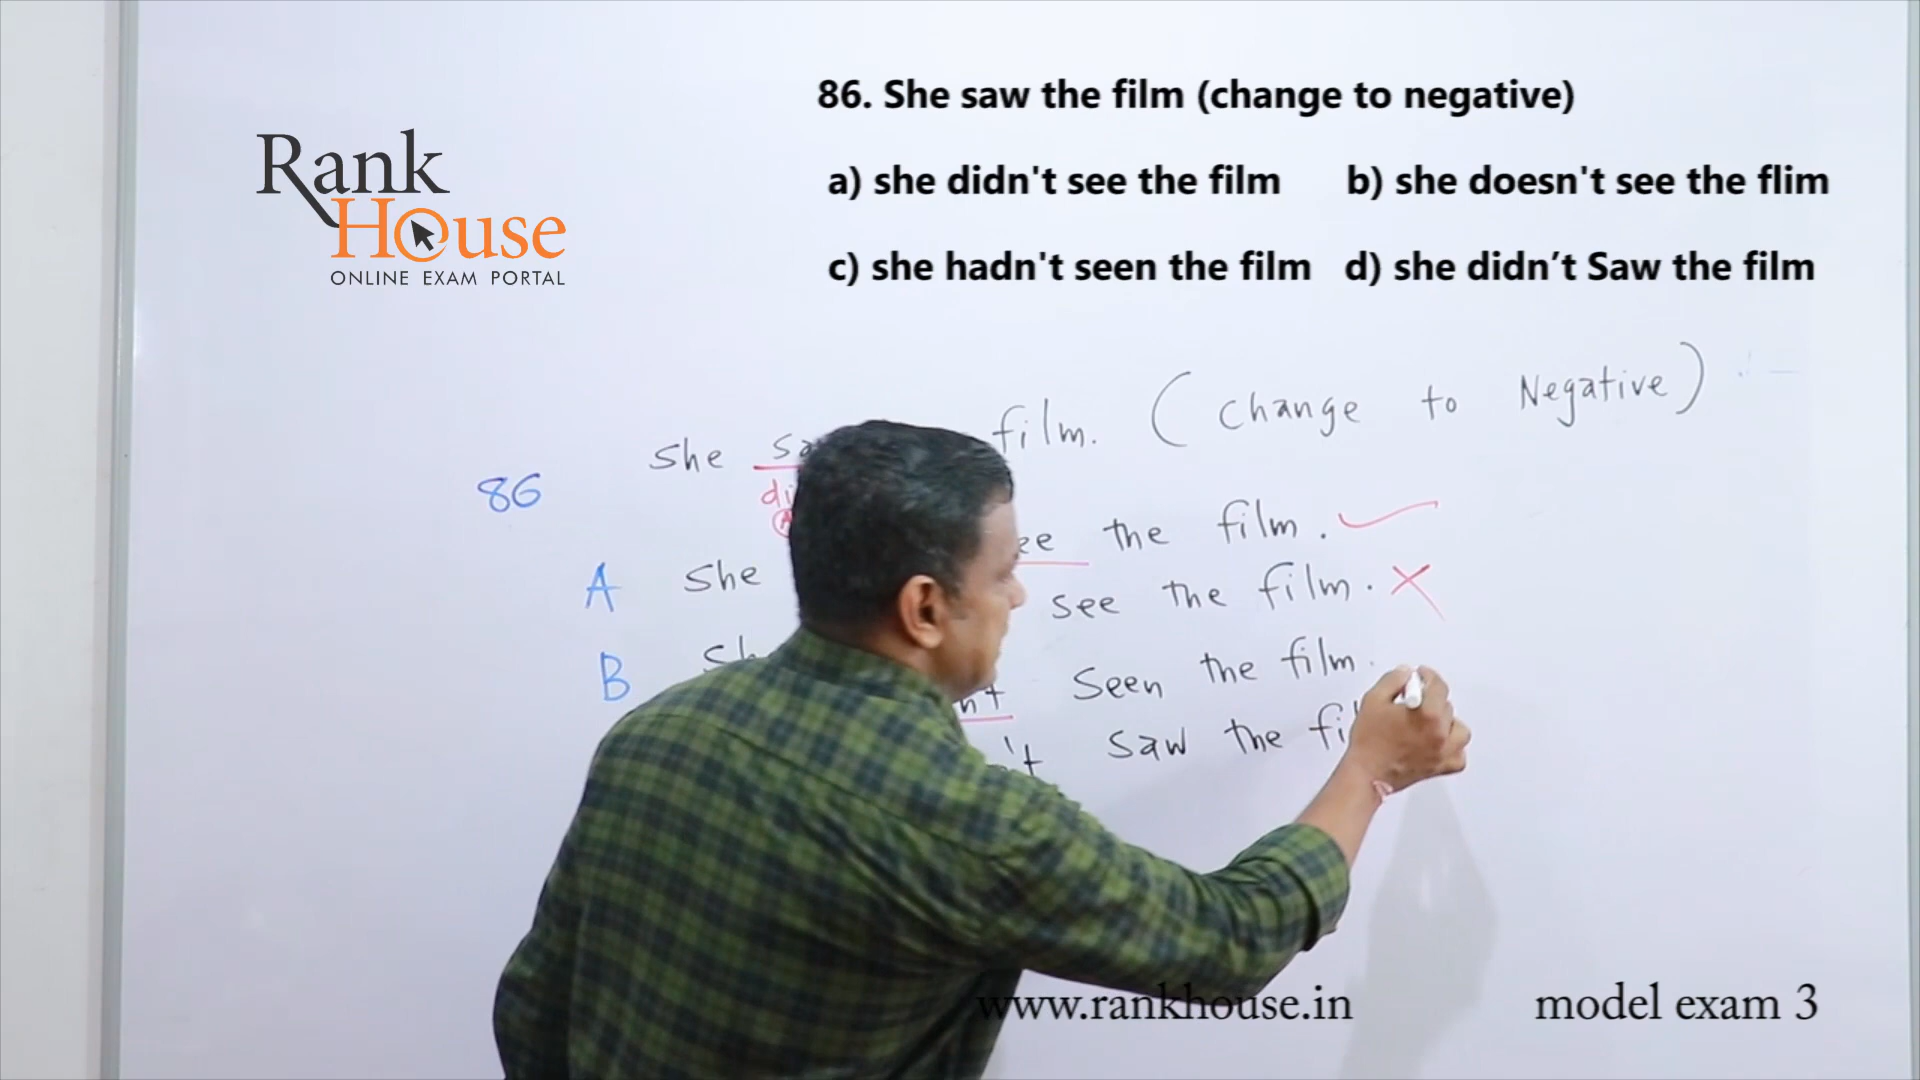 86. She saw the film (change to negative)
a) she didn't see the film b) she doesn't see the flim
c) she hadn't seen the film d) she didn’t Saw the film
Rank
House
ONLINE EXAM PORTAL
She film. (Change to Negative)
86
A She the film.
B see the film.
Seen the film.
saw the
www.rankhouse.in model exam 3